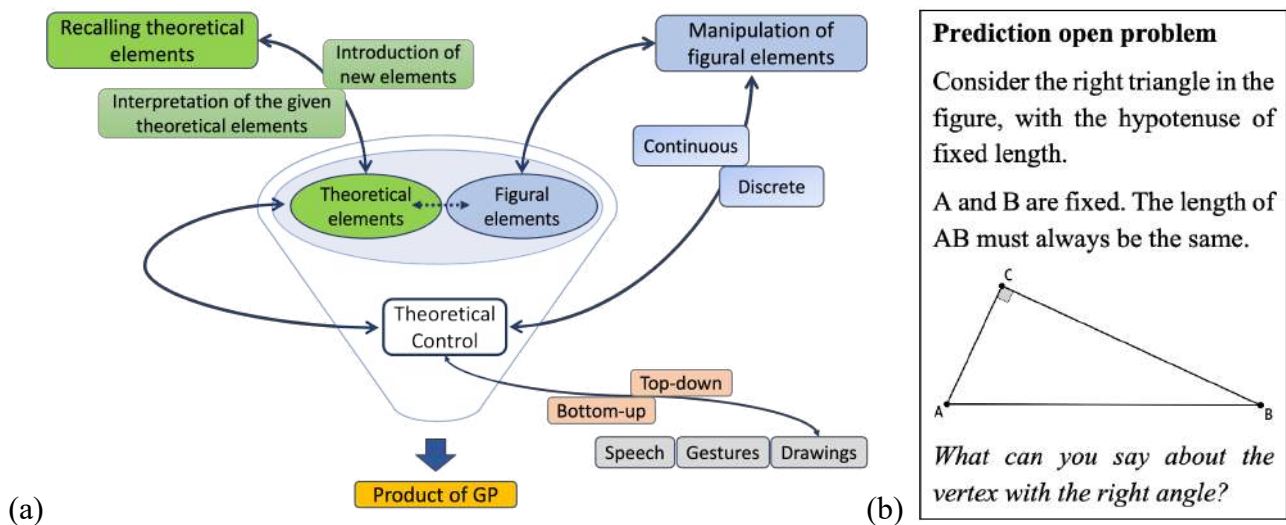 Recalling theoretical
elements
Introduction of
new elements
Interpretation of the given
theoretical elements
Manipulation of
figural elements
Continuous
Discrete
Theoretical
elements
Figural
elements
Theoretical
Control
Top-down
Bottom-up
Speech
Gestures
Drawings
Product of GP
(a)
(b)
Prediction open problem
Consider the right triangle in the
figure, with the hypotenuse of
fixed length.
A and B are fixed. The length of
AB must always be the same.
C
A
B
What can you say about the
vertex with the right angle?